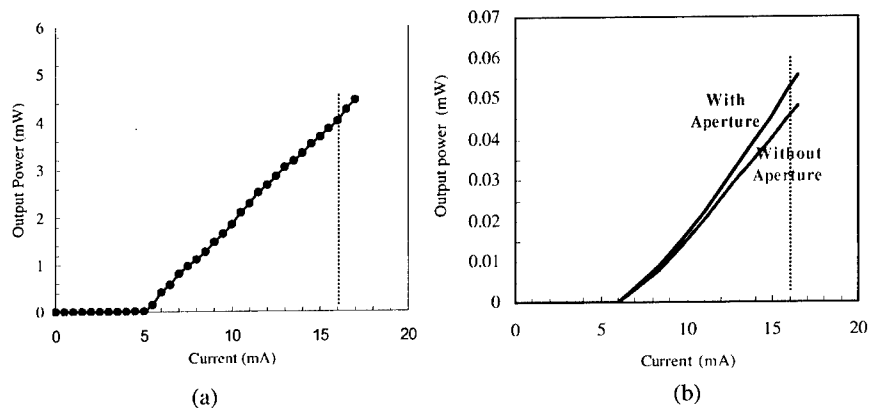 6
5
4
3
2
1
0
Output Power (mW)
0
5
10
15
20
Current (mA)
(a)
0.07
0.06
0.05
0.04
0.03
0.02
0.01
0
Output power (mW)
With
Aperture
Without
Aperture
0
5
10
15
20
Current (mA)
(b)